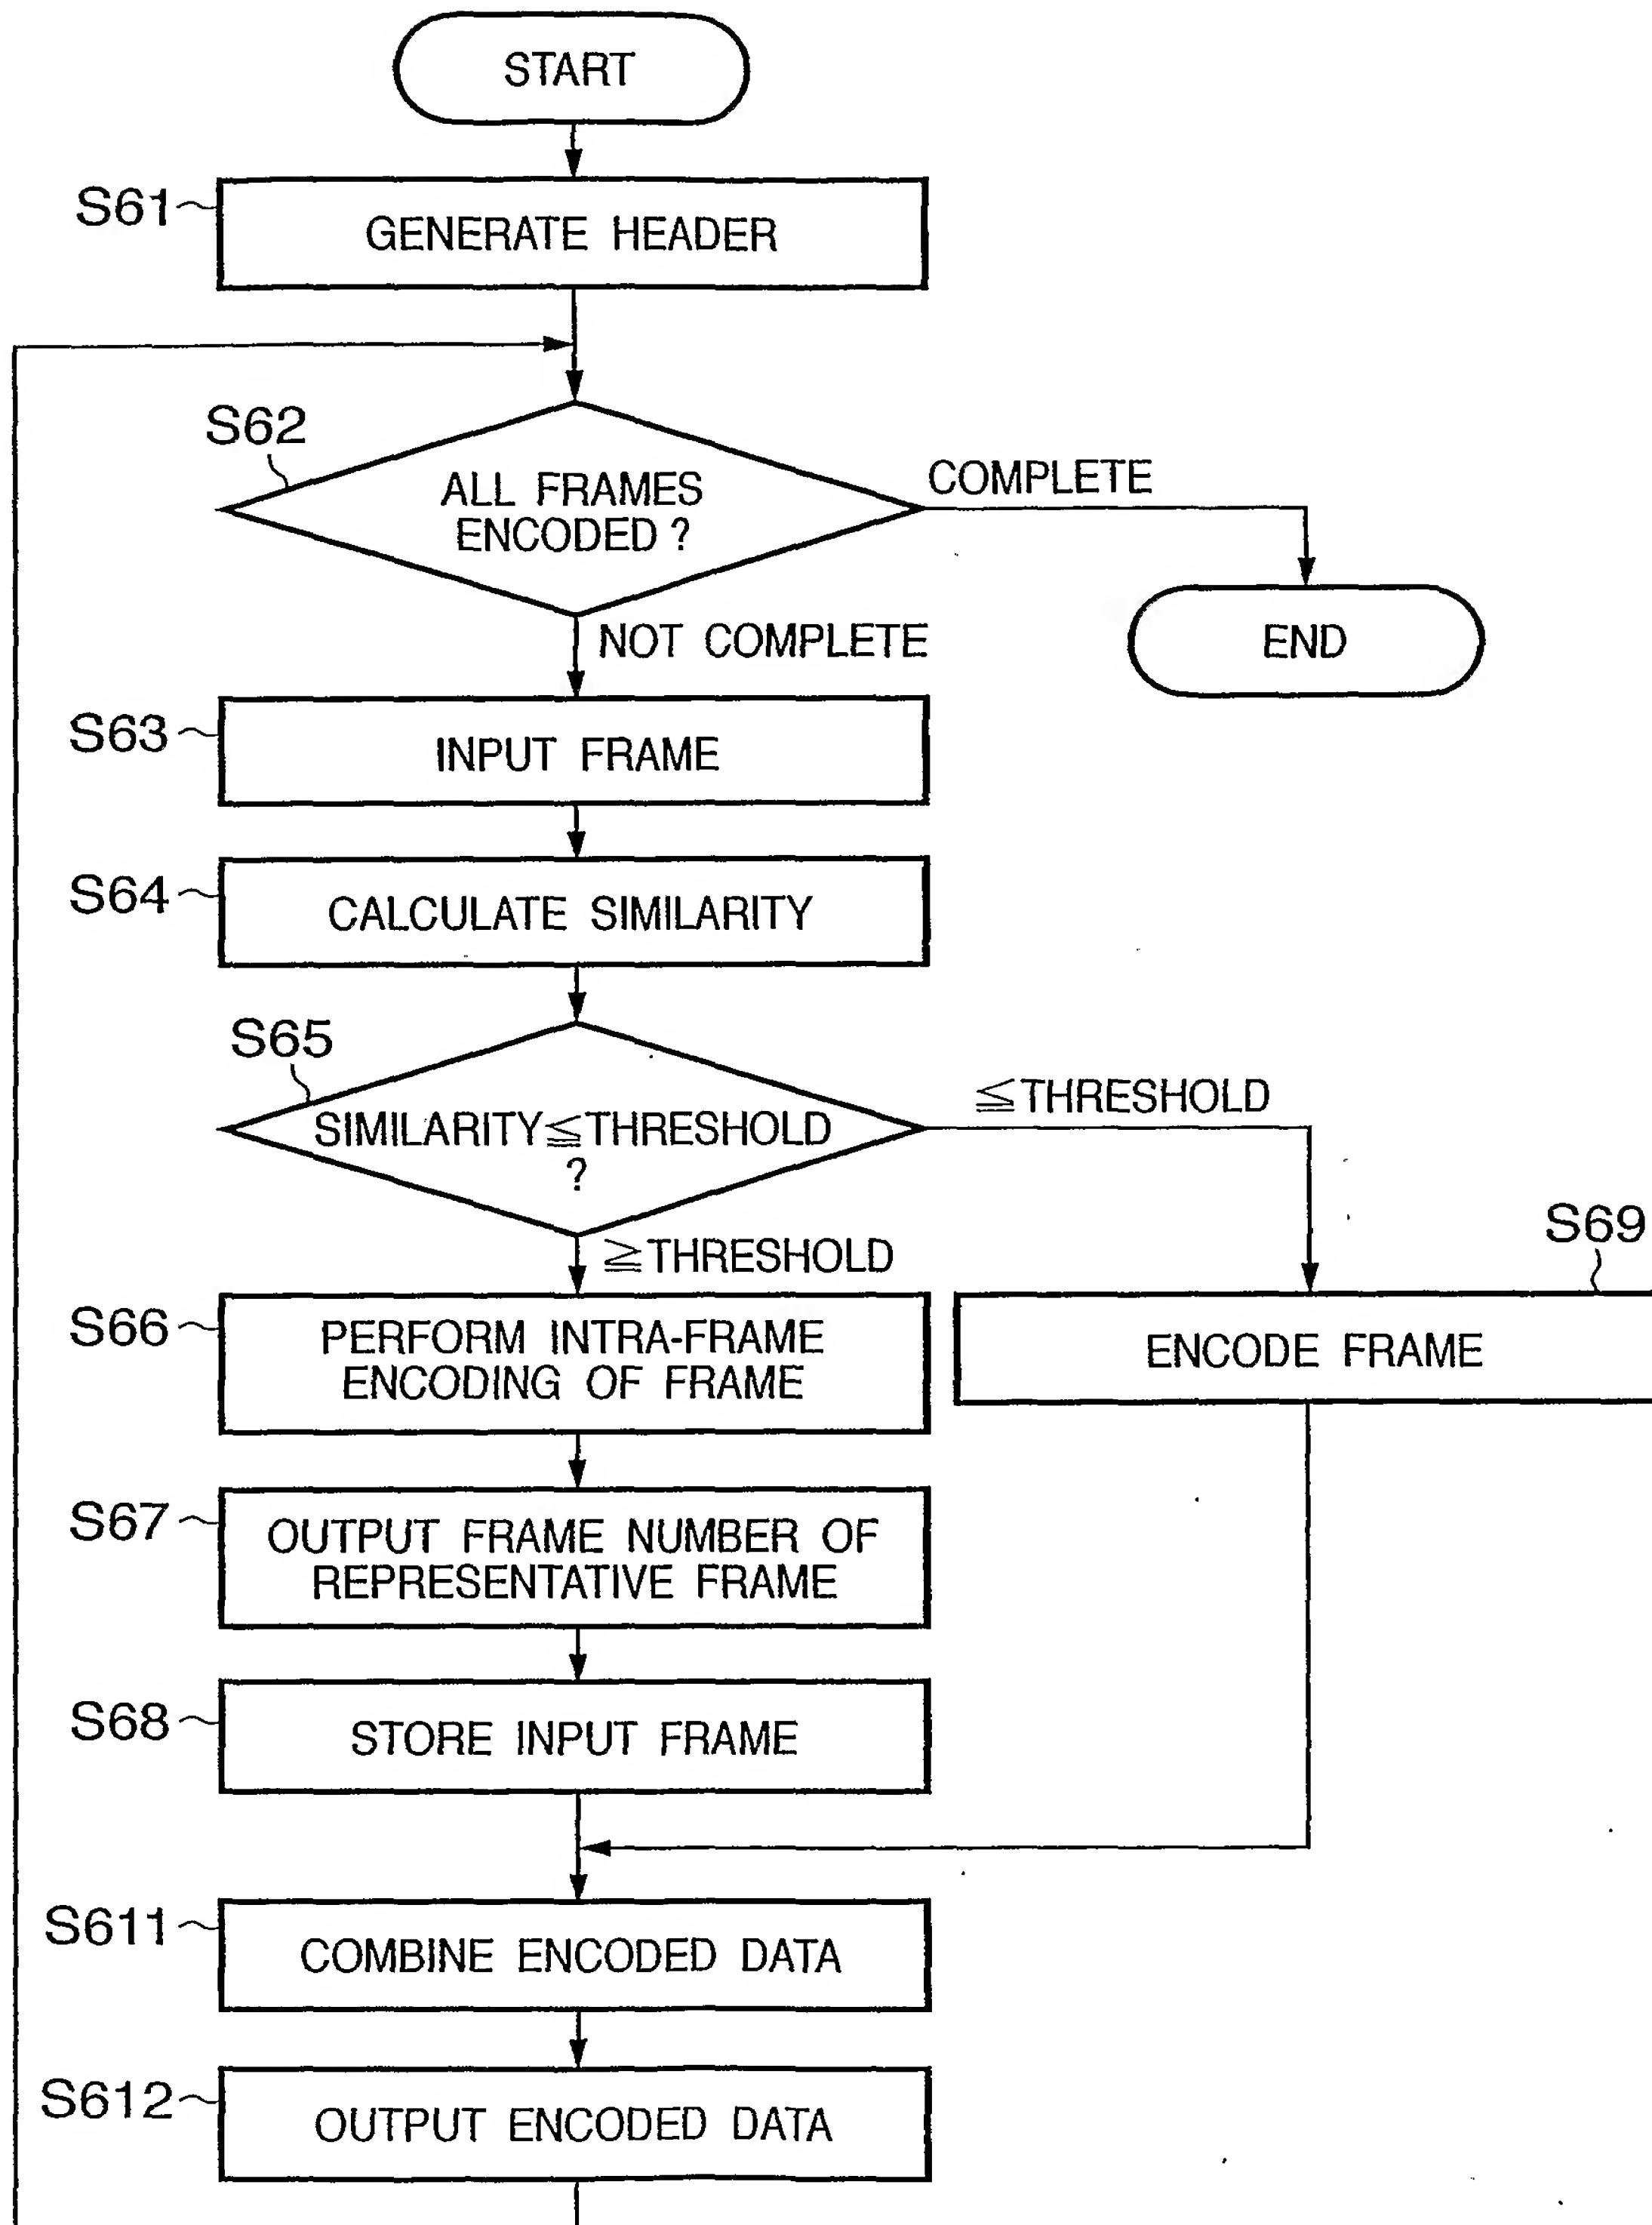 START
S61
GENERATE HEADER
S62
ALL FRAMES
ENCODED ?
COMPLETE
END
NOT COMPLETE
S63
INPUT FRAME
S64
CALCULATE SIMILARITY
S65
SIMILARITY≦THRESHOLD
?
≦THRESHOLD
≧THRESHOLD
S66
PERFORM INTRA-FRAME
ENCODING OF FRAME
S69
ENCODE FRAME
S67
OUTPUT FRAME NUMBER OF
REPRESENTATIVE FRAME
S68
STORE INPUT FRAME
S611
COMBINE ENCODED DATA
S612
OUTPUT ENCODED DATA